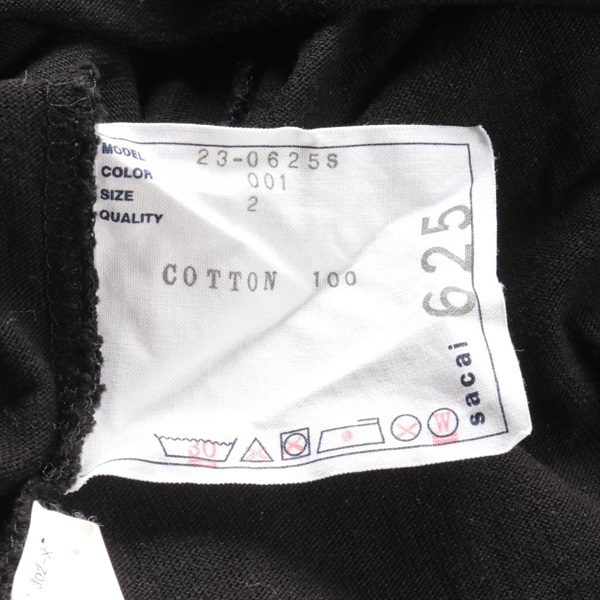 MODEL 23-0625S
COLOR 001
SIZE 2
QUALITY
COTTON 100
625
sacai
30
W